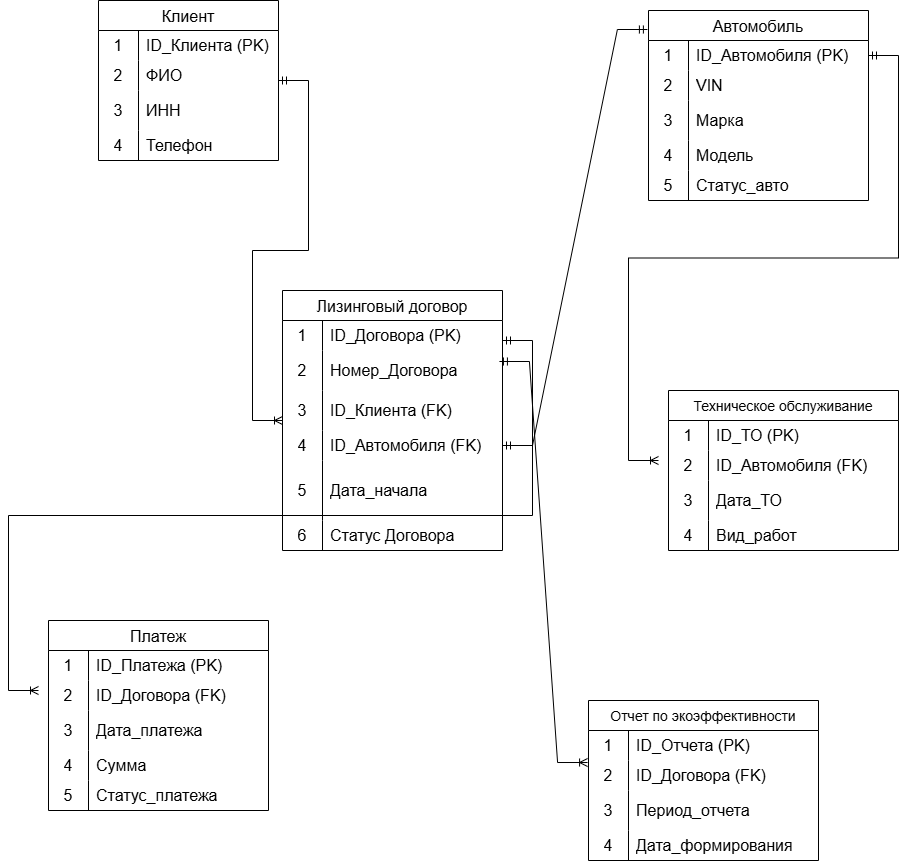 Клиент
1 ID_Клиента (PK)
2 ФИО
3 ИНН
4 Телефон
Автомобиль
1 ID_Автомобиля (PK)
2 VIN
3 Марка
4 Модель
5 Статус_авто
Лизинговый договор
1 ID_Договора (PK)
2 Номер_Договора
3 ID_Клиента (FK)
4 ID_Автомобиля (FK)
5 Дата_начала
6 Статус Договора
Техническое обслуживание
1 ID_ТО (PK)
2 ID_Автомобиля (FK)
3 Дата_ТО
4 Вид_работ
Платеж
1 ID_Платежа (PK)
2 ID_Договора (FK)
3 Дата_платежа
4 Сумма
5 Статус_платежа
Отчет по экоэффективности
1 ID_Отчета (PK)
2 ID_Договора (FK)
3 Период_отчета
4 Дата_формирования